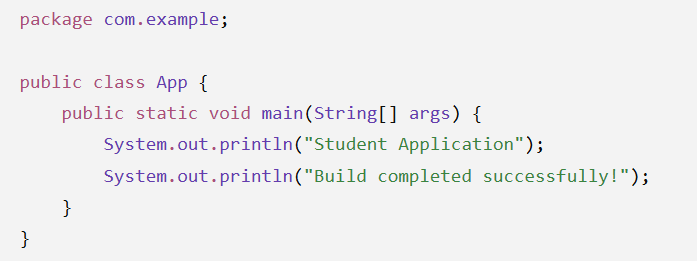 package com.example;
public class App {
public static void main(String[] args) {
System.out.println("Student Application");
System.out.println("Build completed successfully!");
}
}